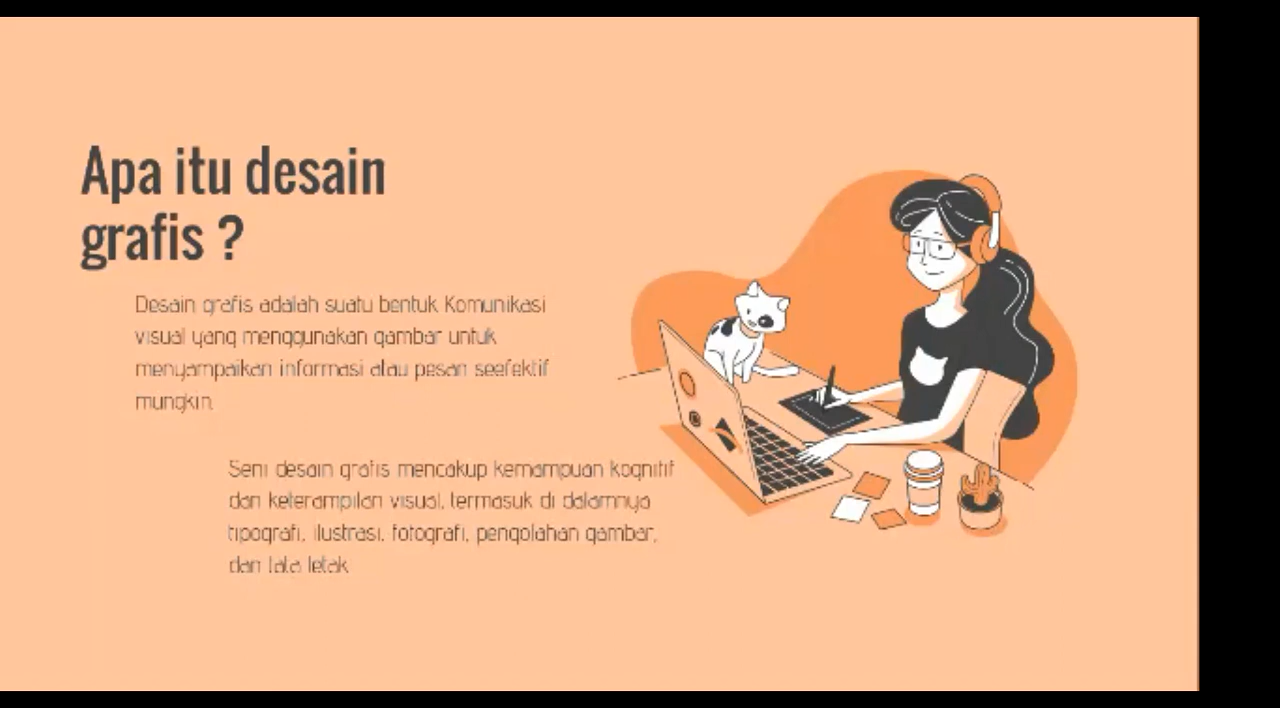 Apa itu desain
grafis ?
Desain grafis adalah suatu bentuk Komunikasi
visual yang menggunakan gambar untuk
menyampaikan informasi atau pesan seefektif
mungkin.
Seni desain grafis mencakup kemampuan kognitif
dan keterampilan visual, termasuk di dalamnya
tipografi, ilustrasi, fotografi, pengolahan gambar,
dan tata letak